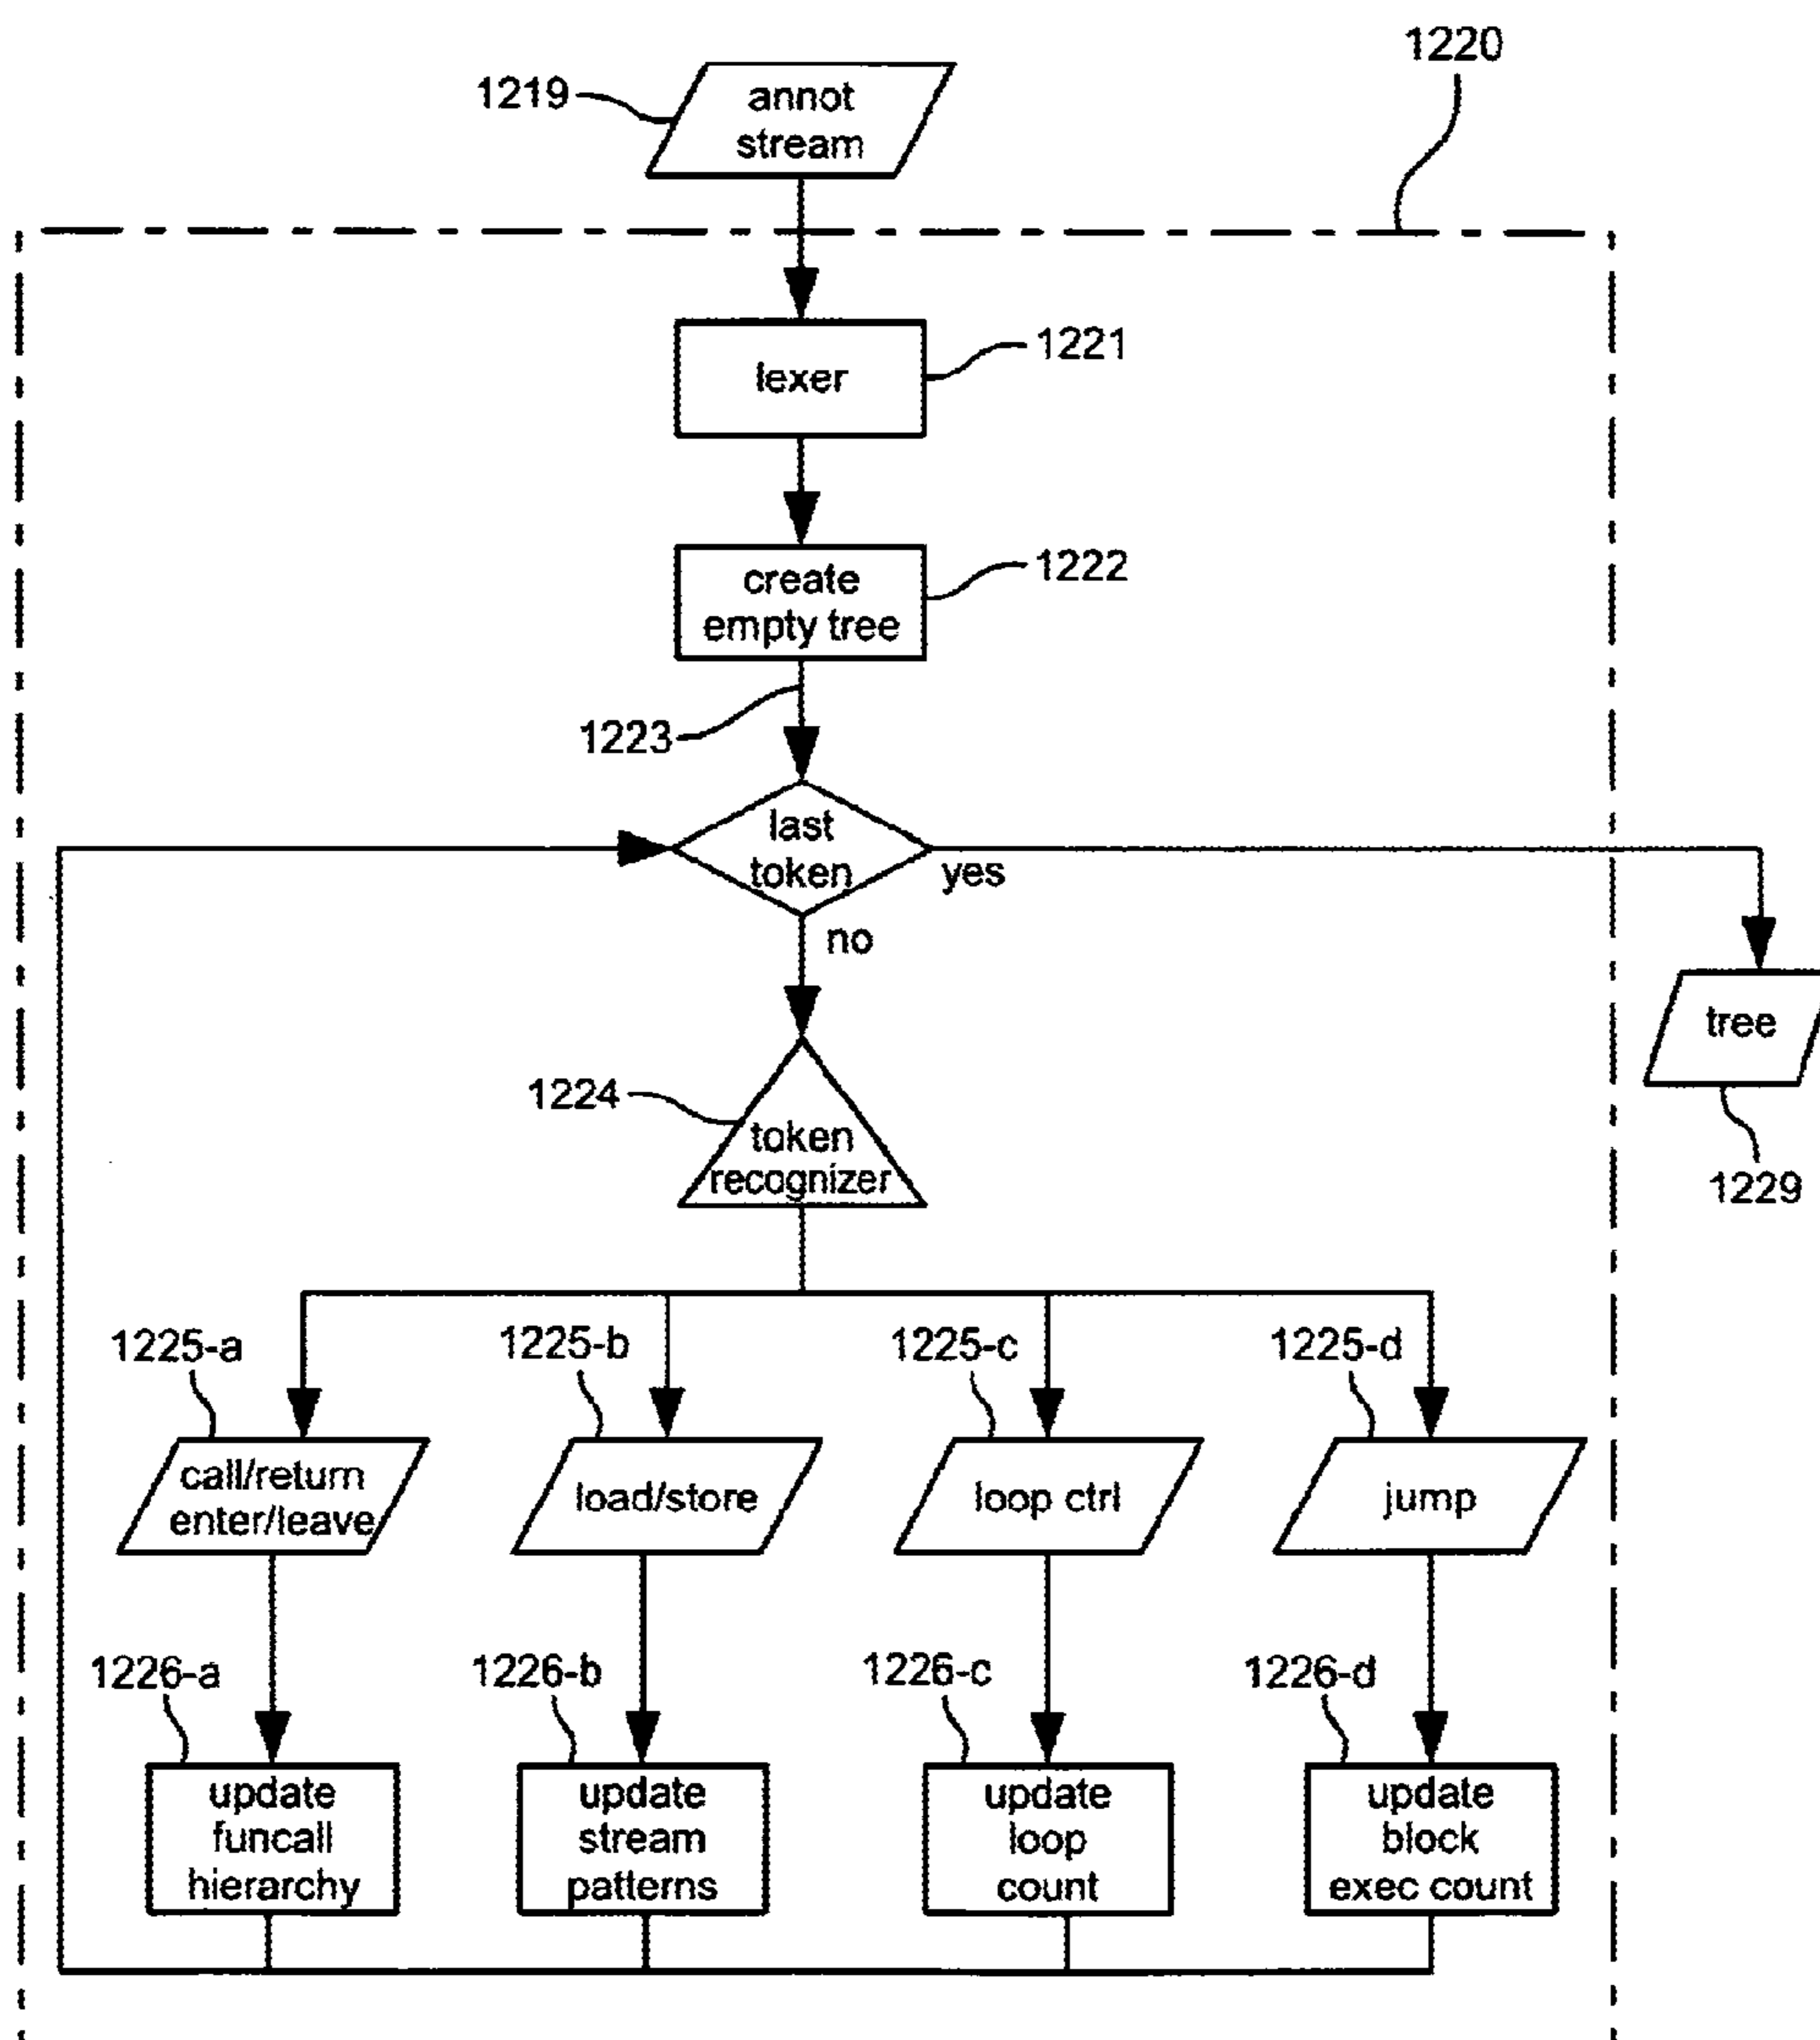 1220
1219
annot
stream
1221
lexer
1222
create
empty tree
1223
last
token
yes
no
tree
1224
token
recognizer
1229
1225-a
1225-b
1225-c
1225-d
call/return
enter/leave
load/store
loop ctrl
jump
1226-a
1226-b
1226-c
1226-d
update
funcall
hierarchy
update
stream
patterns
update
loop
count
update
block
exec count